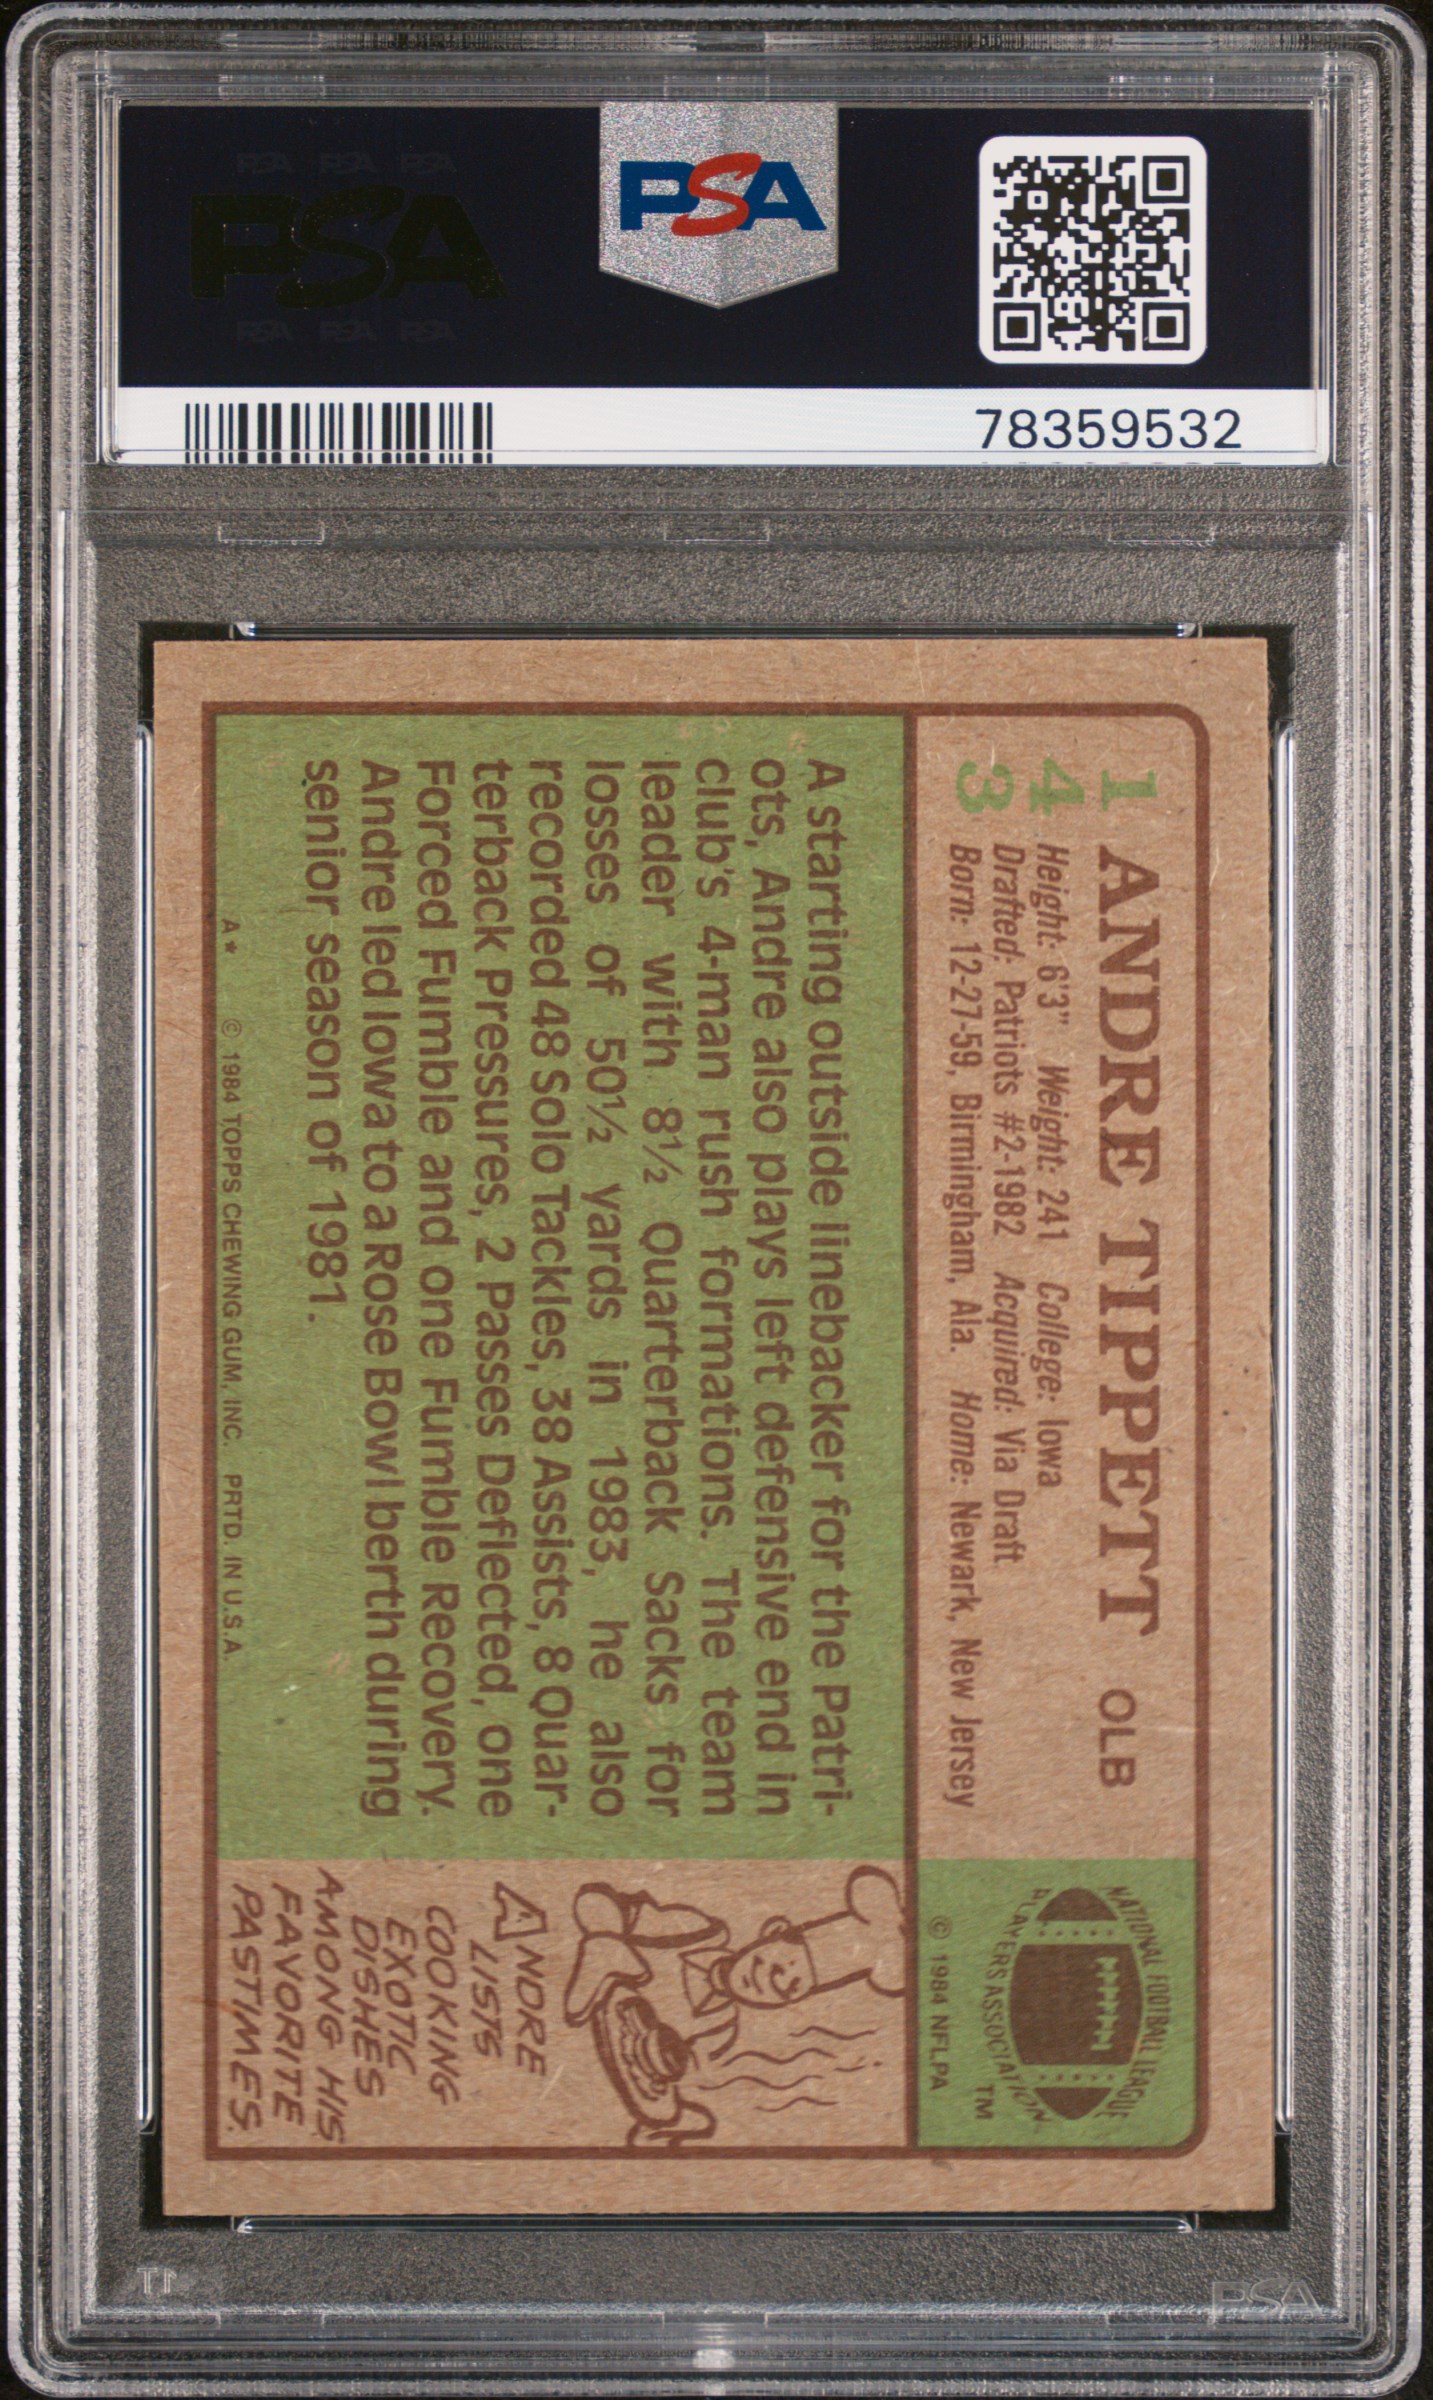 PSA PSA PSA
PSA
PSA PSA PSA
PSA
78359532
143
ANDRE TIPPETT OLB
Height: 6'3" Weight: 241 College: Iowa
Drafted: Patriots #2-1982 Acquired: Via Draft
Born: 12-27-59, Birmingham, Ala. Home: Newark, New Jersey
NATIONAL FOOTBALL LEAGUE
PLAYERS ASSOCIATION
TM
© 1984 NFLPA
A starting outside linebacker for the Patri-
ots, Andre also plays left defensive end in
club's 4-man rush formations. The team
leader with 8½ Quarterback Sacks for
losses of 50½ yards in 1983, he also
recorded 48 Solo Tackles, 38 Assists, 8 Quar-
terback Pressures, 2 Passes Deflected, one
Forced Fumble and one Fumble Recovery.
Andre led Iowa to a Rose Bowl berth during
senior season of 1981.
A* © 1984 TOPPS CHEWING GUM, INC. PRTD. IN U.S.A.
ANDRE
LISTS
COOKING
EXOTIC
DISHES
AMONG HIS
FAVORITE
PASTIMES.
PSA